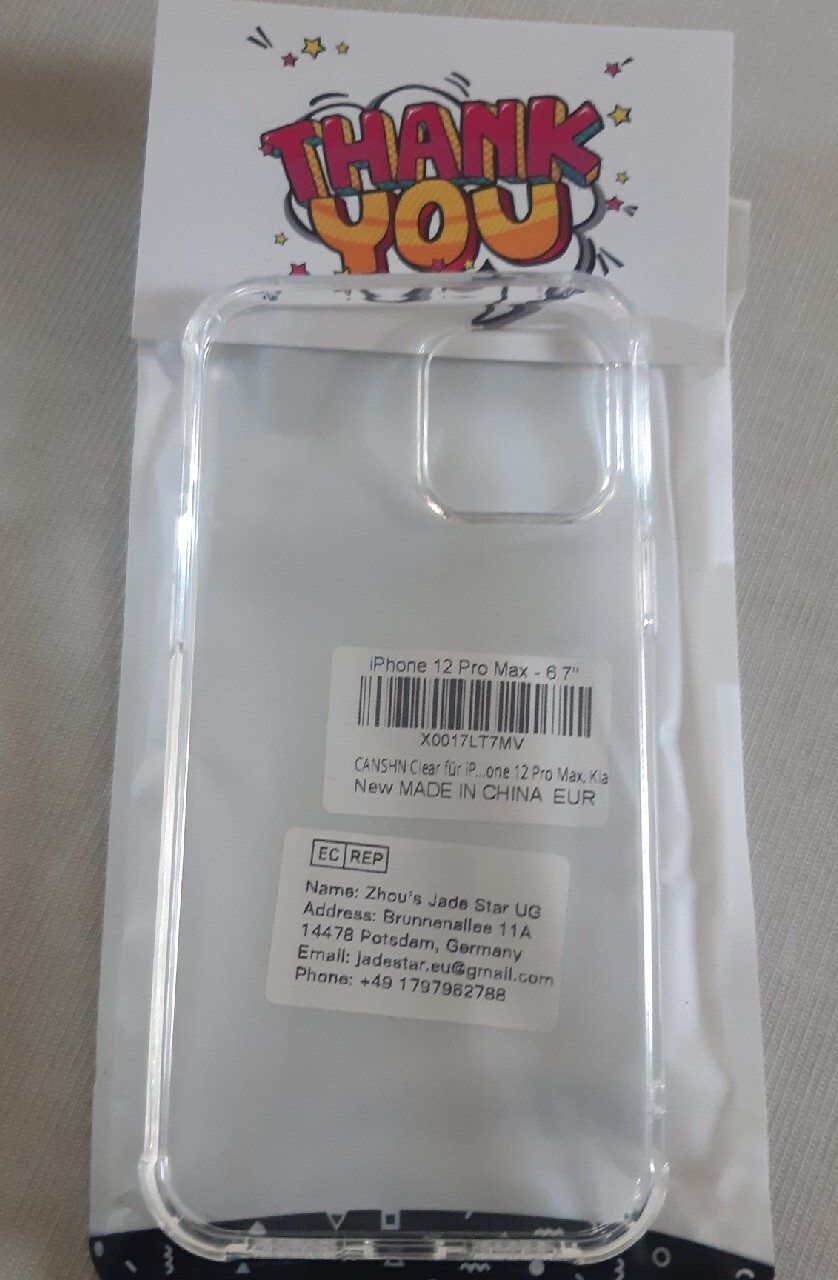 THANK
YOU
iPhone 12 Pro Max - 6.7"
X0017LT7MV
CANSHN Clear für iP...one 12 Pro Max, Kla
New MADE IN CHINA EUR
EC REP
Name: Zhou's Jade Star UG
Address: Brunnenallee 11A
14478 Potsdam, Germany
Email: jadestar.eu@gmail.com
Phone: +49 1797962788